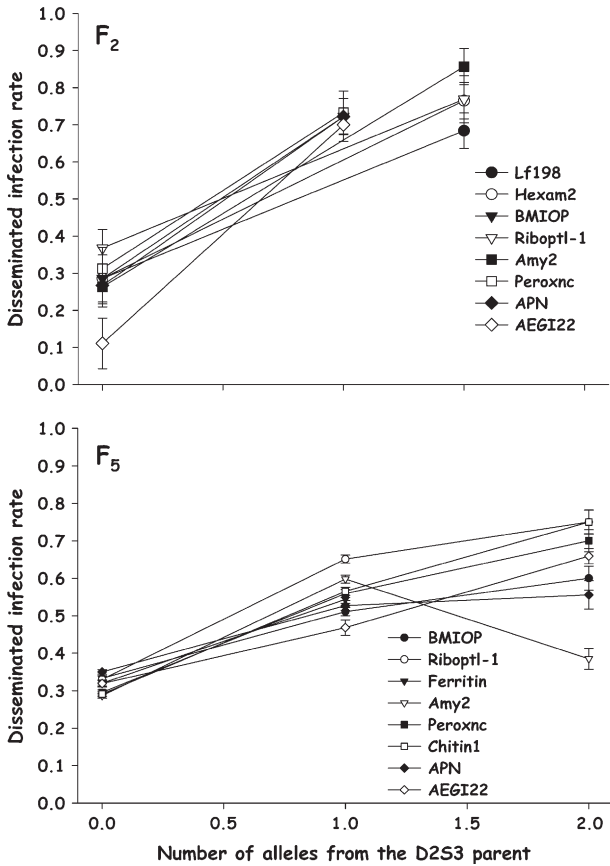 F2
Disseminated infection rate
1.0
0.9
0.8
0.7
0.6
0.5
0.4
0.3
0.2
0.1
0.0
Lf198
Hexam2
BMIOP
Riboptl-1
Amy2
Peroxnc
APN
AEGI22
F5
Disseminated infection rate
1.0
0.9
0.8
0.7
0.6
0.5
0.4
0.3
0.2
0.1
0.0
BMIOP
Riboptl-1
Ferritin
Amy2
Peroxnc
Chitin1
APN
AEGI22
0.0 0.5 1.0 1.5 2.0
Number of alleles from the D2S3 parent